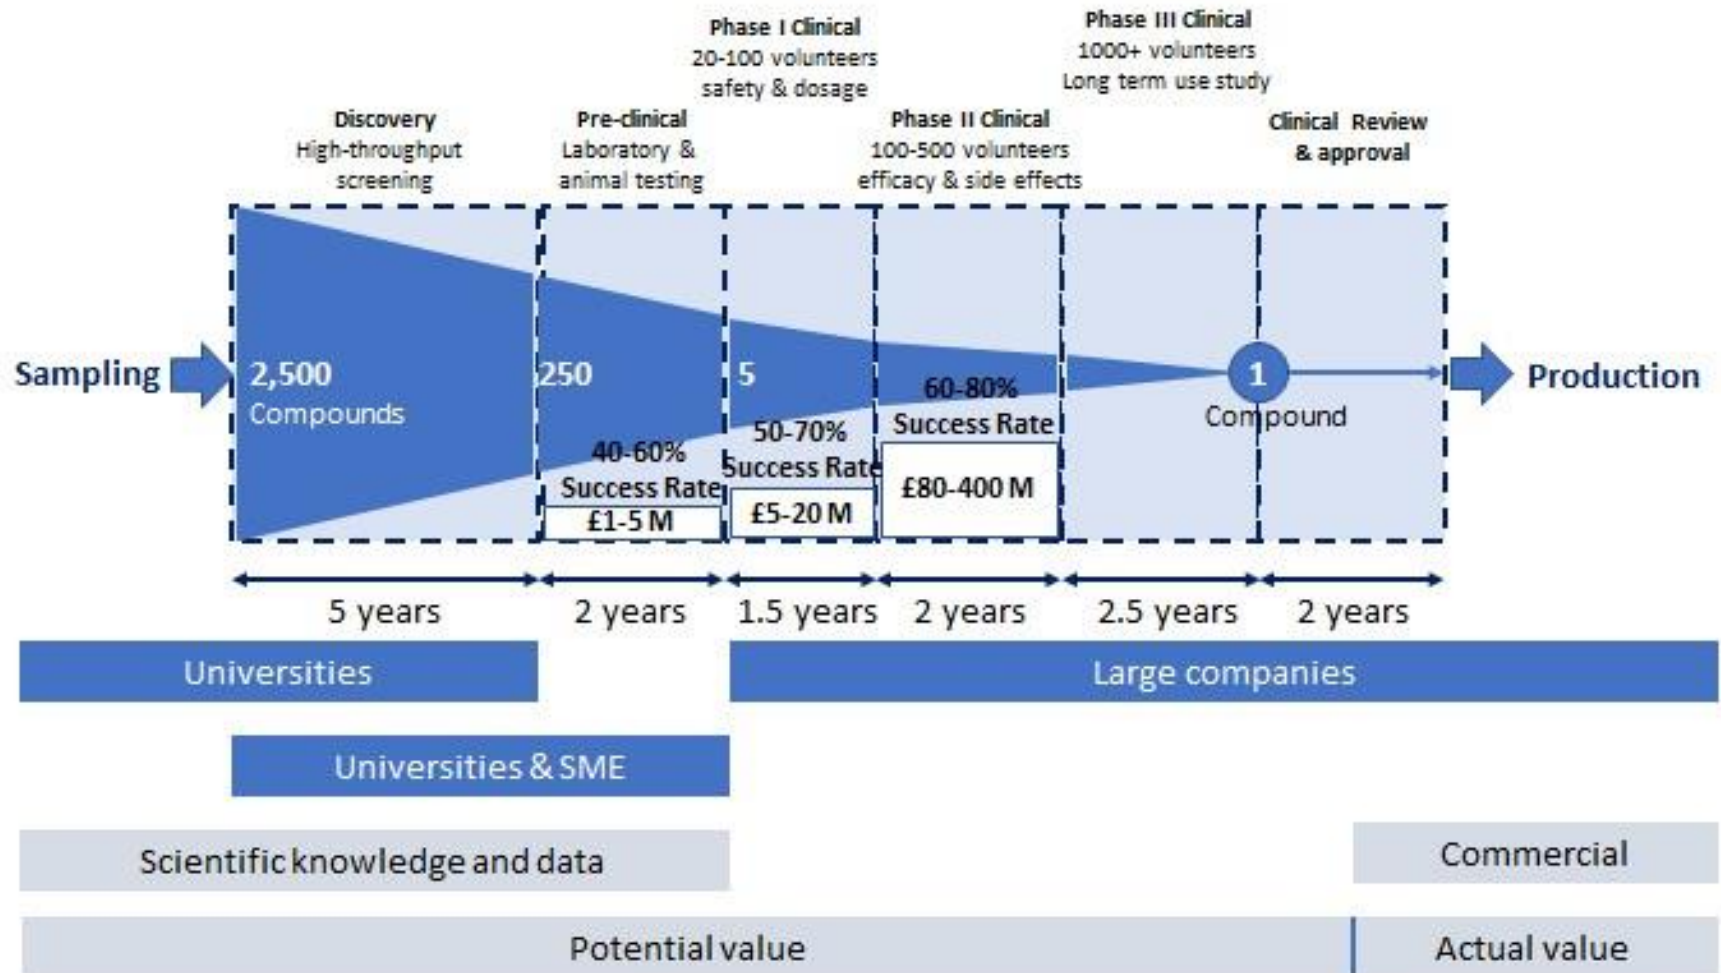 Phase I Clinical
20-100 volunteers
safety & dosage
Phase III Clinical
1000+ volunteers
Long term use study
Discovery
High-throughput
screening
Pre-clinical
Laboratory &
animal testing
Phase II Clinical
100-500 volunteers
efficacy & side effects
Clinical Review
& approval
Sampling
2,500
Compounds
250
5
1
Compound
Production
40-60%
Success Rate
£1-5 M
50-70%
Success Rate
£5-20 M
60-80%
Success Rate
£80-400 M
5 years
2 years
1.5 years
2 years
2.5 years
2 years
Universities
Large companies
Universities & SME
Scientific knowledge and data
Commercial
Potential value
Actual value